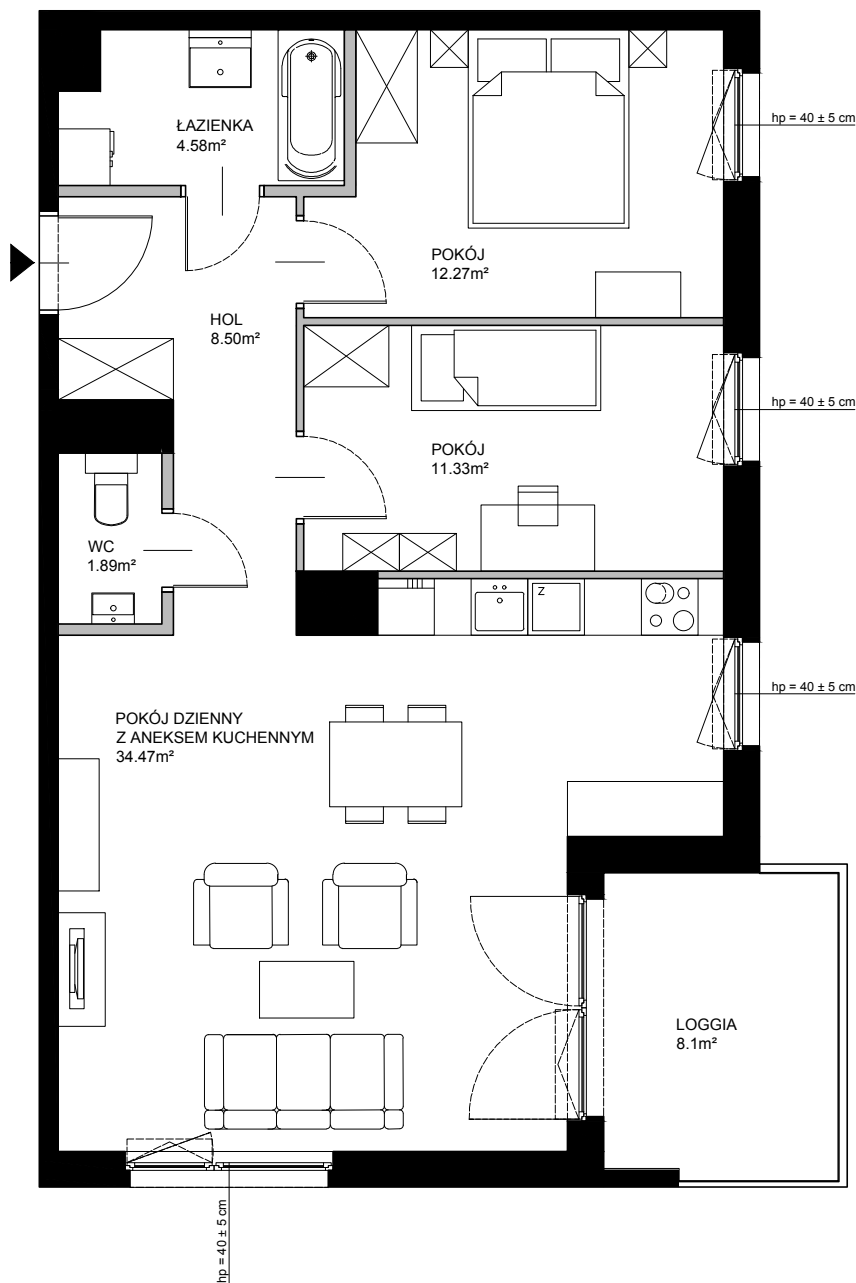 ŁAZIENKA
4.58m²
hp = 40 ± 5 cm
POKÓJ
12.27m²
HOL
8.50m²
hp = 40 ± 5 cm
POKÓJ
11.33m²
WC
1.89m²
Z
hp = 40 ± 5 cm
POKÓJ DZIENNY
Z ANEKSEM KUCHENNYM
34.47m²
LOGGIA
8.1m²
hp = 40 ± 5 cm